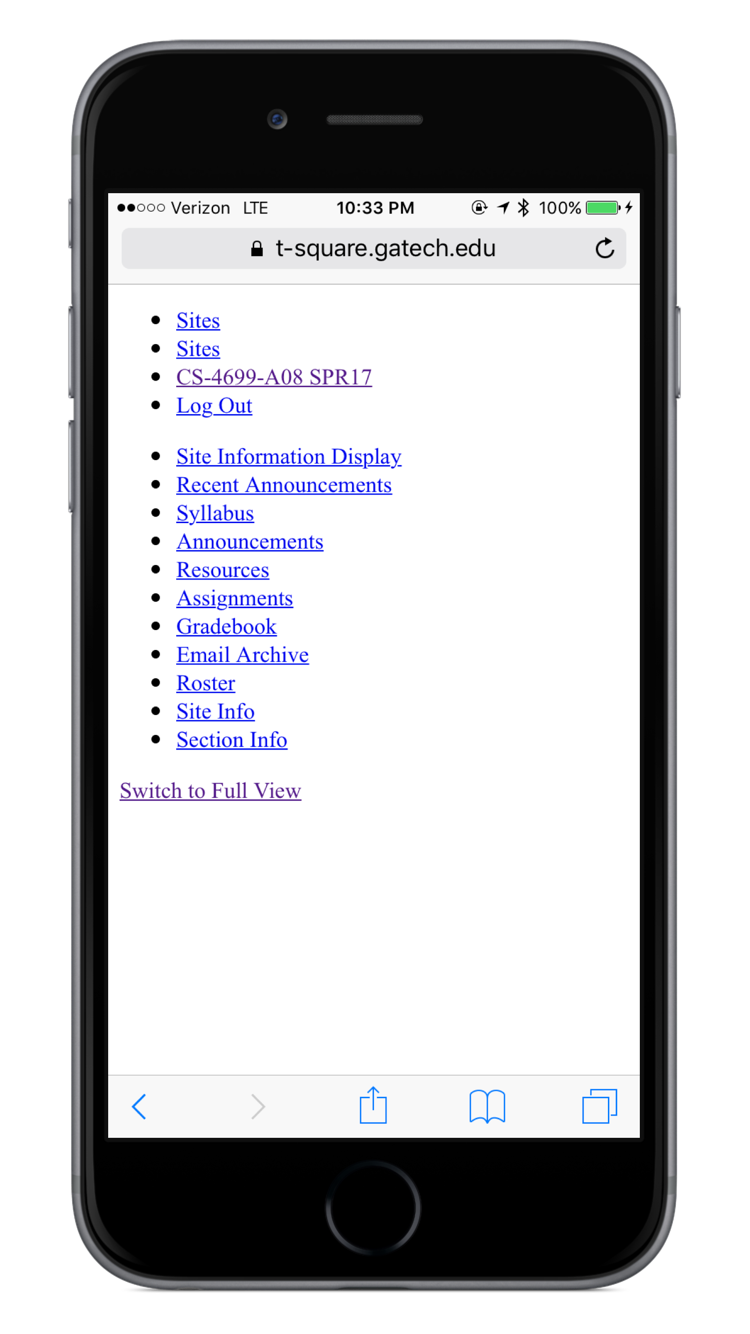 Verizon LTE 10:33 PM 100%
t-square.gatech.edu
Sites
Sites
CS-4699-A08 SPR17
Log Out
Site Information Display
Recent Announcements
Syllabus
Announcements
Resources
Assignments
Gradebook
Email Archive
Roster
Site Info
Section Info
Switch to Full View